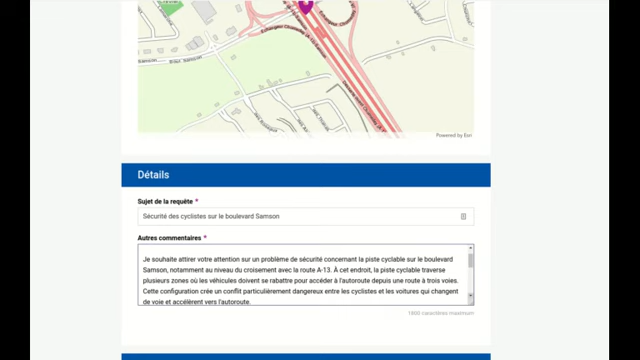 Powered by Esri
Détails
Sujet de la requête *
Sécurité des cyclistes sur le boulevard Samson
Autres commentaires *
Je souhaite attirer votre attention sur un problème de sécurité concernant la piste cyclable sur le boulevard
Samson, notamment au niveau du croisement avec la route A-13. À cet endroit, la piste cyclable traverse
plusieurs zones où les véhicules doivent se rabattre pour accéder à l'autoroute depuis une route à trois voies.
Cette configuration crée un conflit particulièrement dangereux entre les cyclistes et les voitures qui changent
de voie et accélèrent vers l'autoroute.
1800 caractères maximum